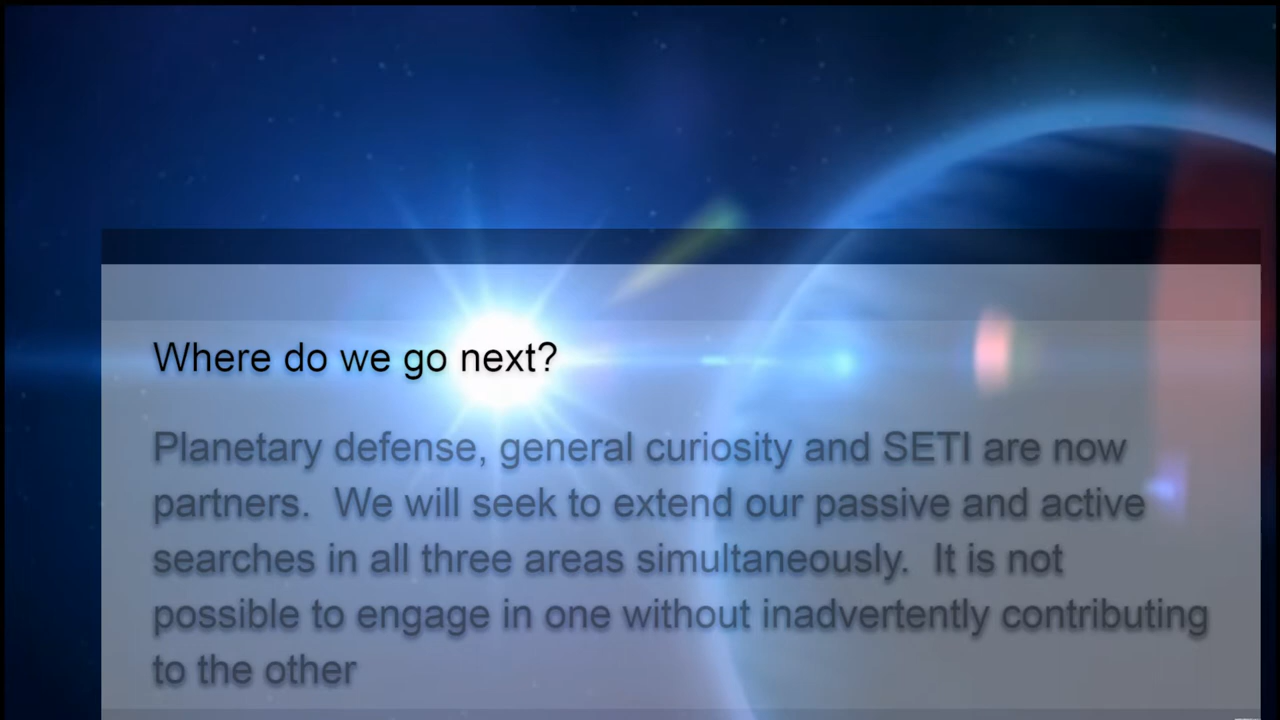 Where do we go next?
Planetary defense, general curiosity and SETI are now
partners.  We will seek to extend our passive and active
searches in all three areas simultaneously.  It is not
possible to engage in one without inadvertently contributing
to the other